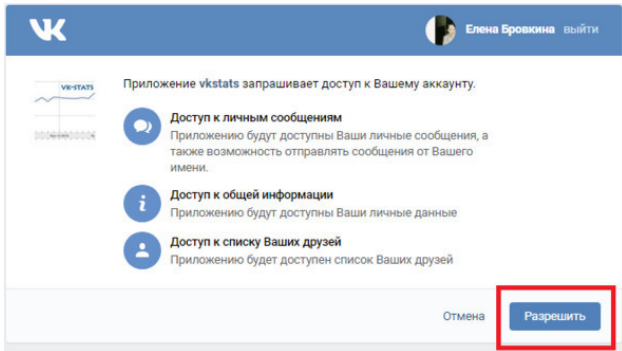 Елена Бровкина выйти
VK-STATS
Приложение vkstats запрашивает доступ к Вашему аккаунту.
Доступ к личным сообщениям
Приложению будут доступны Ваши личные сообщения, а
также возможность отправлять сообщения от Вашего
имени.
Доступ к общей информации
Приложению будут доступны Ваши личные данные
Доступ к списку Ваших друзей
Приложению будет доступен список Ваших друзей
Отмена Разрешить